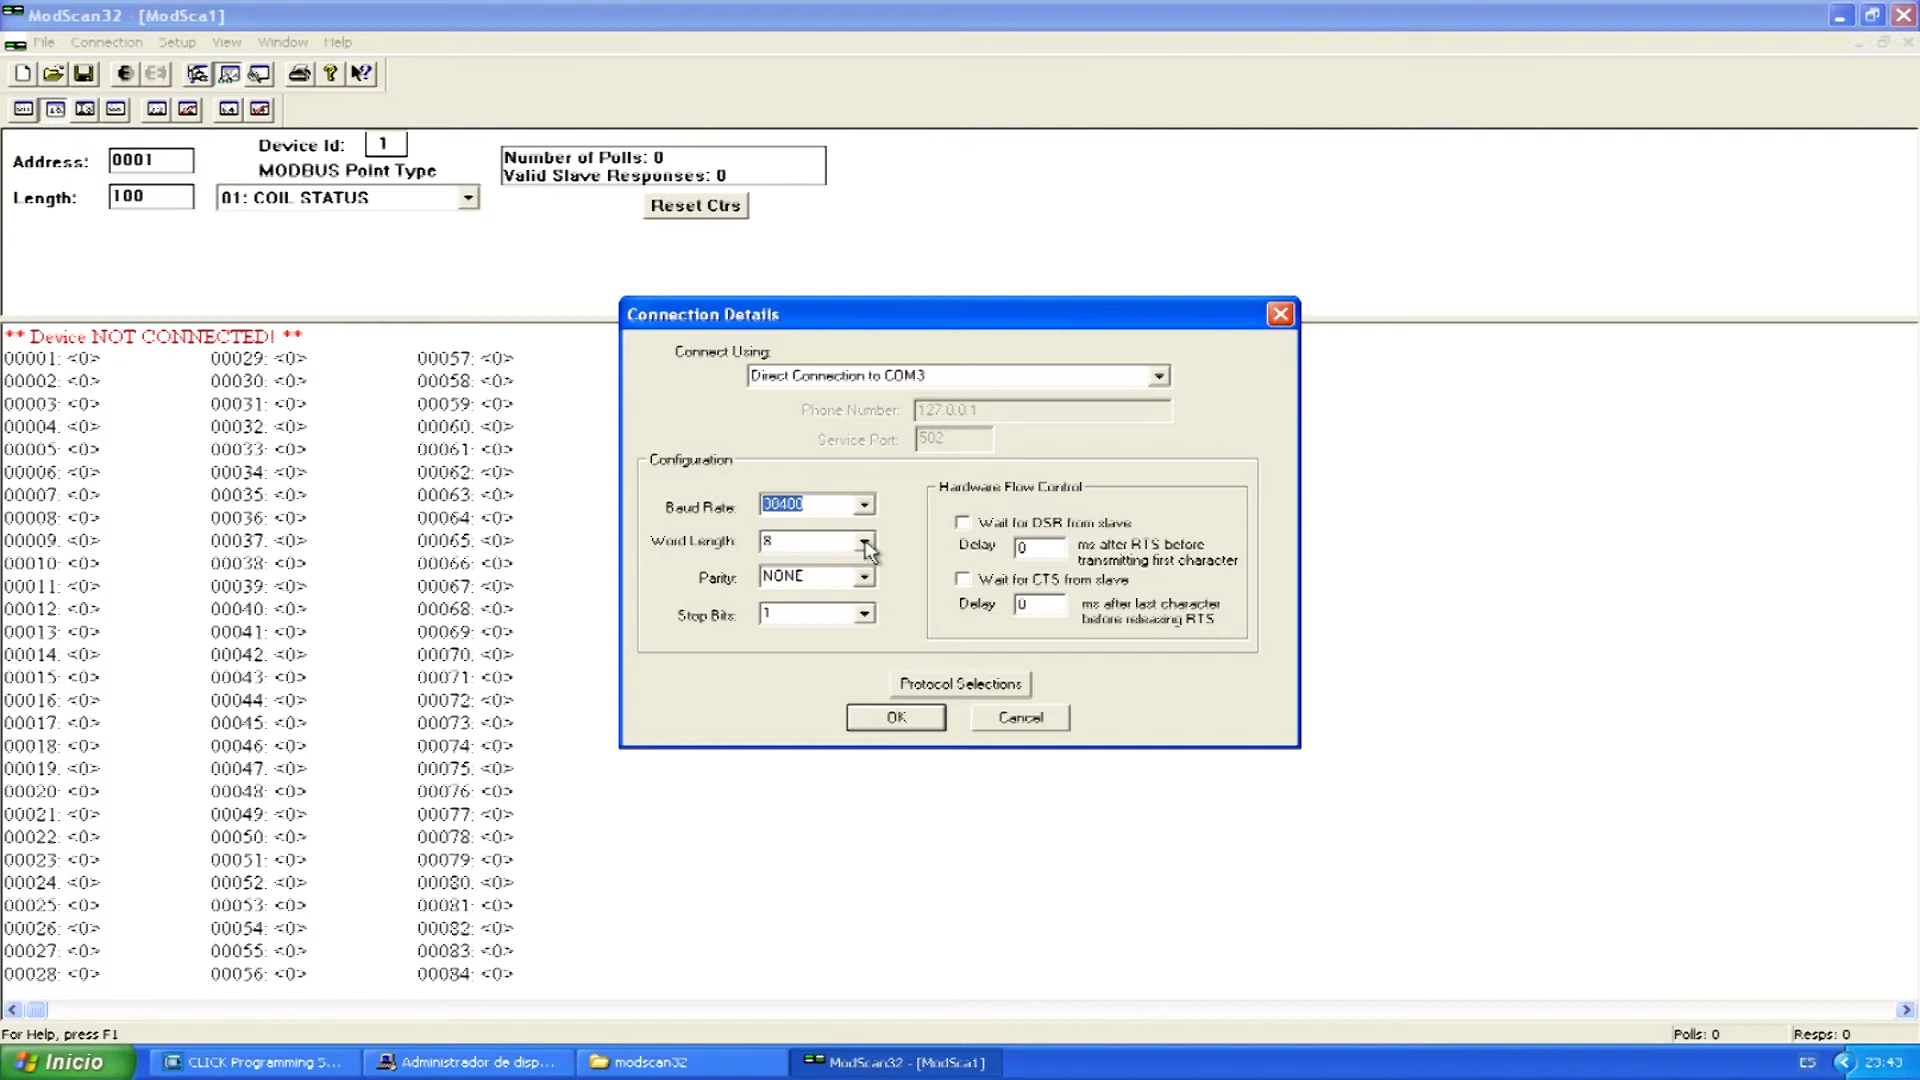 ModScan32 - [ModSca1]
File Connection Setup View Window Help
Address: 0001
Device Id: 1
MODBUS Point Type
Length: 100
01: COIL STATUS
Number of Polls: 0
Valid Slave Responses: 0
Reset Ctrs
** Device NOT CONNECTED! **
00001: <0> 00029: <0> 00057: <0>
00002: <0> 00030: <0> 00058: <0>
00003: <0> 00031: <0> 00059: <0>
00004: <0> 00032: <0> 00060: <0>
00005: <0> 00033: <0> 00061: <0>
00006: <0> 00034: <0> 00062: <0>
00007: <0> 00035: <0> 00063: <0>
00008: <0> 00036: <0> 00064: <0>
00009: <0> 00037: <0> 00065: <0>
00010: <0> 00038: <0> 00066: <0>
00011: <0> 00039: <0> 00067: <0>
00012: <0> 00040: <0> 00068: <0>
00013: <0> 00041: <0> 00069: <0>
00014: <0> 00042: <0> 00070: <0>
00015: <0> 00043: <0> 00071: <0>
00016: <0> 00044: <0> 00072: <0>
00017: <0> 00045: <0> 00073: <0>
00018: <0> 00046: <0> 00074: <0>
00019: <0> 00047: <0> 00075: <0>
00020: <0> 00048: <0> 00076: <0>
00021: <0> 00049: <0> 00077: <0>
00022: <0> 00050: <0> 00078: <0>
00023: <0> 00051: <0> 00079: <0>
00024: <0> 00052: <0> 00080: <0>
00025: <0> 00053: <0> 00081: <0>
00026: <0> 00054: <0> 00082: <0>
00027: <0> 00055: <0> 00083: <0>
00028: <0> 00056: <0> 00084: <0>
Connection Details
Connect Using:
Direct Connection to COM3
Phone Number: 127.0.0.1
Service Port: 502
Configuration
Baud Rate: 38400
Word Length: 8
Parity: NONE
Stop Bits: 1
Hardware Flow Control
Wait for DSR from slave
Delay 0 ms after RTS before
transmitting first character
Wait for CTS from slave
Delay 0 ms after last character
before releasing RTS
Protocol Selections
OK Cancel
For Help, press F1
Polls: 0 Resps: 0
Inicio
CLICK Programming S...
Administrador de disp...
modscan32
ModScan32 - [ModSca1]
ES
23:43